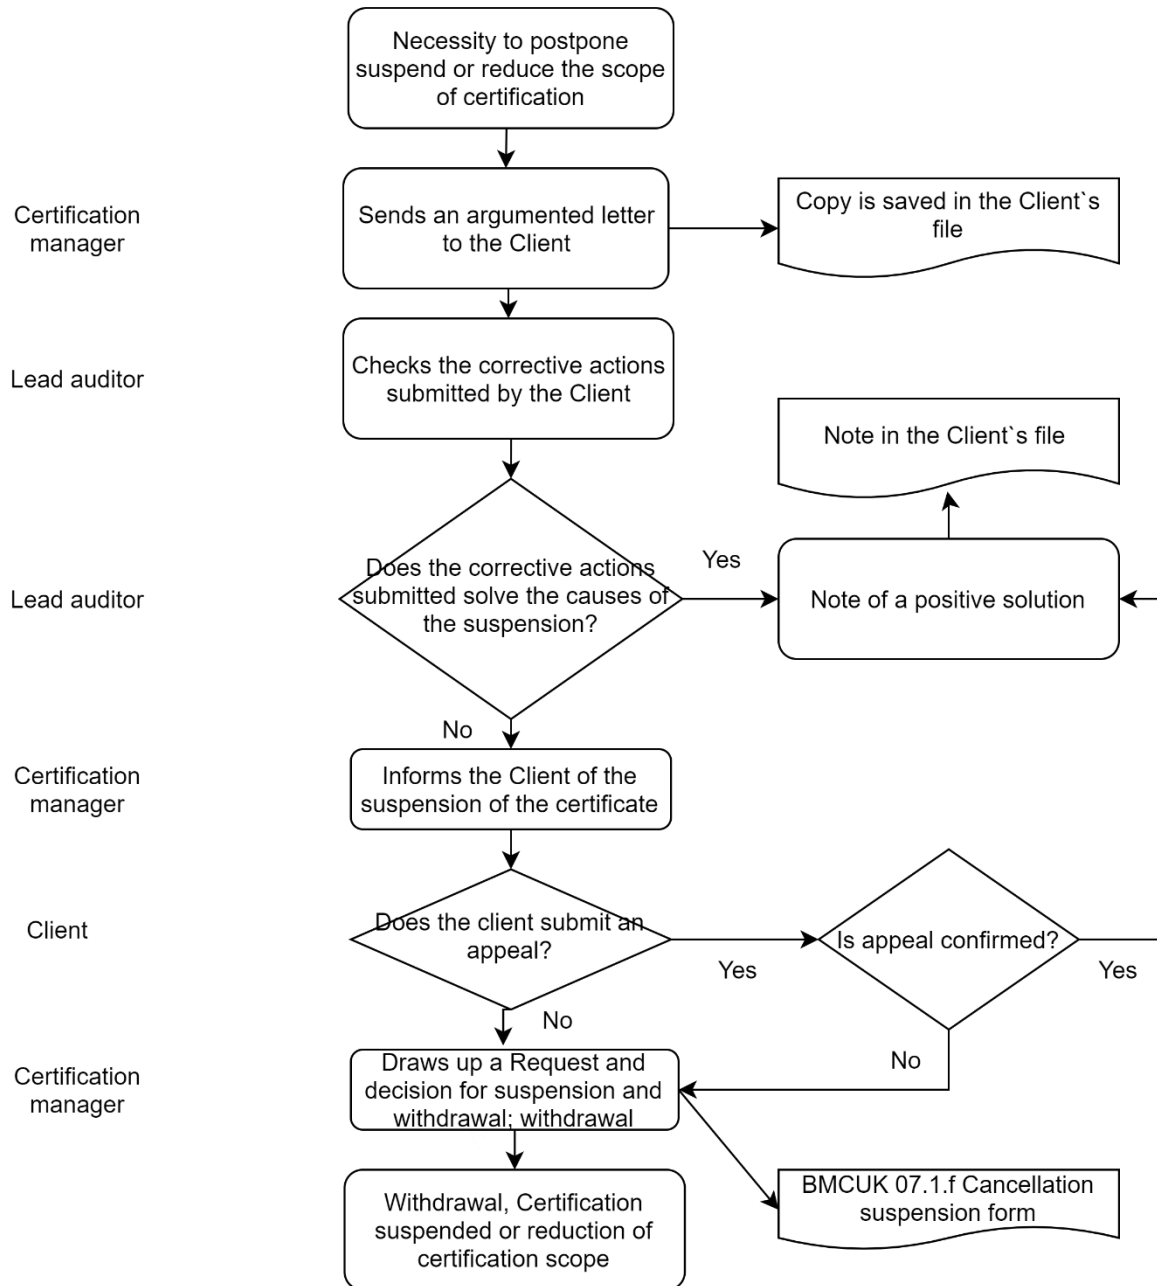 Necessity to postpone
suspend or reduce the scope
of certification
Certification
manager
Sends an argumented letter
to the Client
Copy is saved in the Client`s
file
Lead auditor
Checks the corrective actions
submitted by the Client
Note in the Client`s file
Lead auditor
Does the corrective actions
submitted solve the causes of
the suspension?
Yes
Note of a positive solution
No
Certification
manager
Informs the Client of the
suspension of the certificate
Client
Does the client submit an
appeal?
Yes
Is appeal confirmed?
Yes
No
No
Certification
manager
Draws up a Request and
decision for suspension and
withdrawal; withdrawal
Withdrawal, Certification
suspended or reduction of
certification scope
BMCUK 07.1.f Cancellation
suspension form